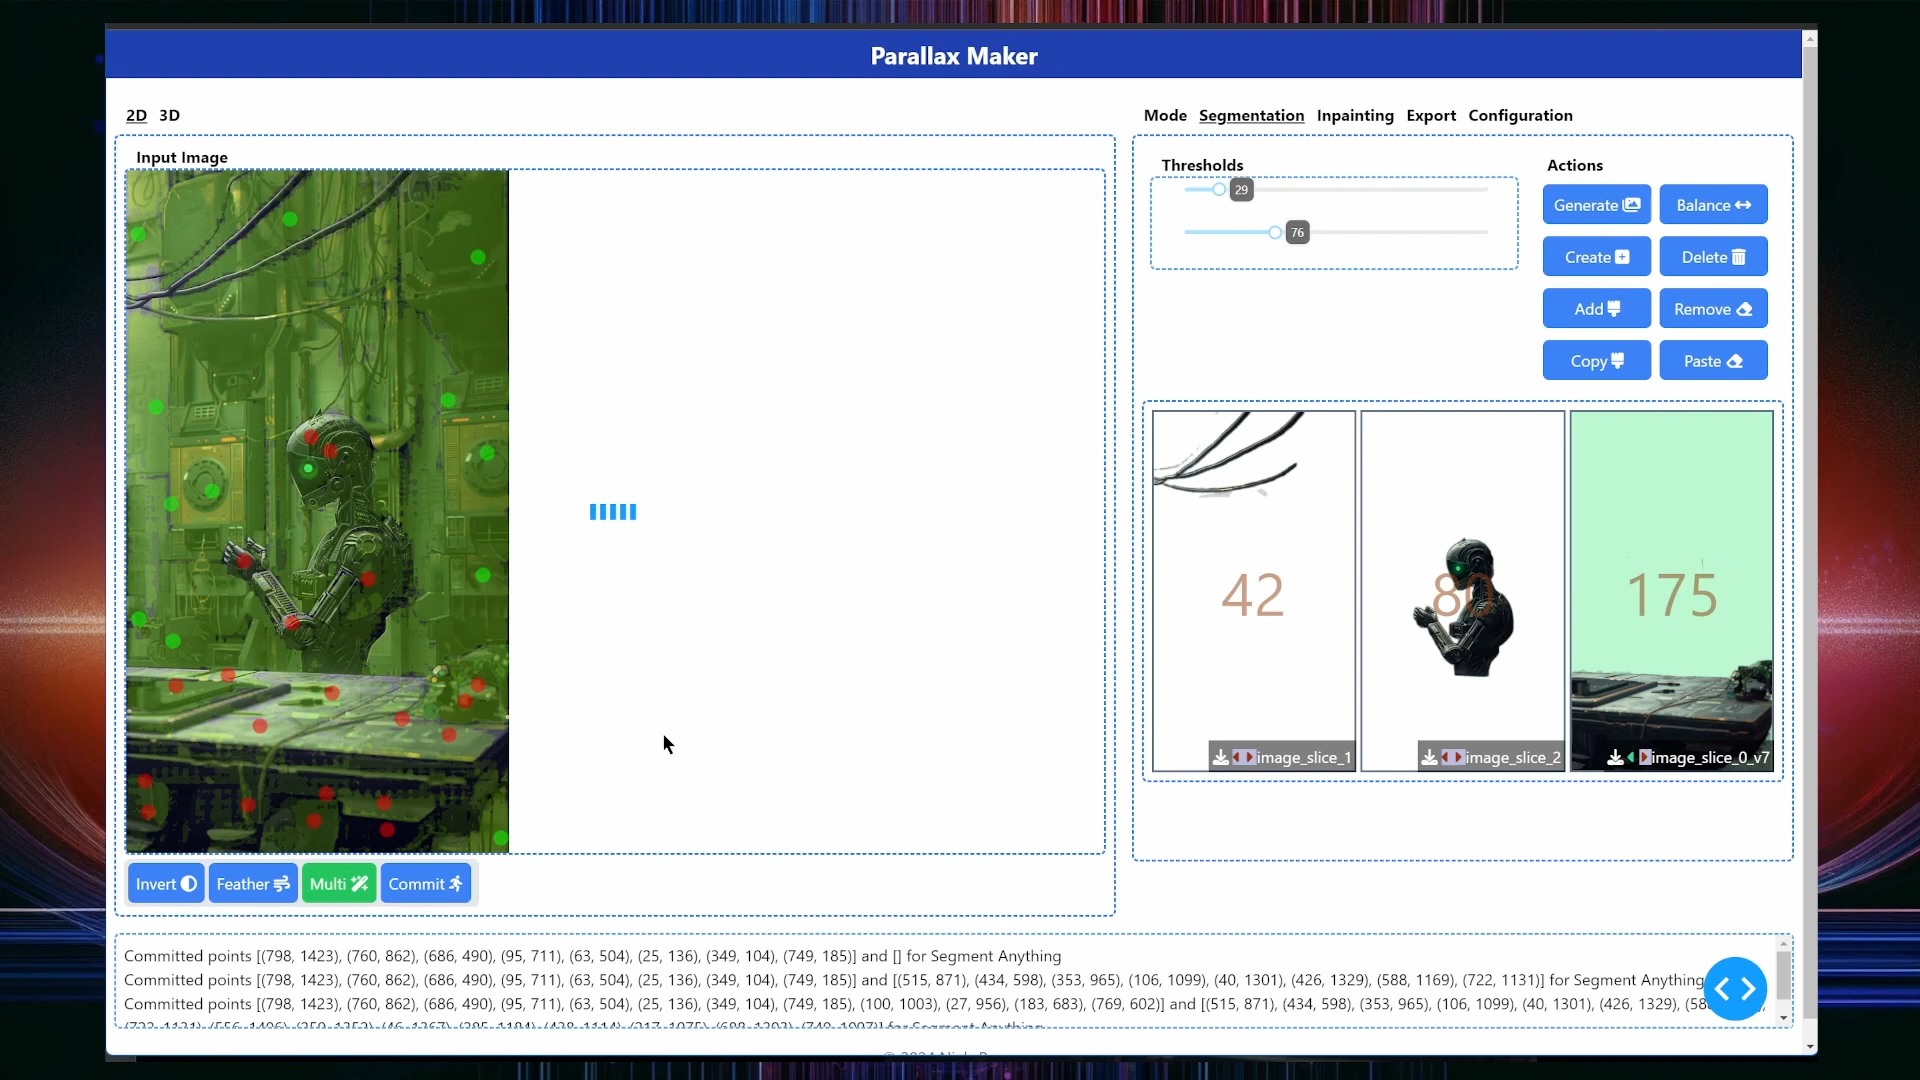 Parallax Maker
2D 3D
Mode Segmentation Inpainting Export Configuration
Input Image
Thresholds
Actions
29
76
Generate Balance
Create Delete
Add Remove
Copy Paste
42
80
175
image_slice_1
image_slice_2
image_slice_0_v7
Invert Feather Multi Commit
Committed points [(798, 1423), (760, 862), (686, 490), (95, 711), (63, 504), (25, 136), (349, 104), (749, 185)] and [] for Segment Anything
Committed points [(798, 1423), (760, 862), (686, 490), (95, 711), (63, 504), (25, 136), (349, 104), (749, 185)] and [(515, 871), (434, 598), (353, 965), (106, 1099), (40, 1301), (426, 1329), (588, 1169), (722, 1131)] for Segment Anything
Committed points [(798, 1423), (760, 862), (686, 490), (95, 711), (63, 504), (25, 136), (349, 104), (749, 185), (100, 1003), (27, 956), (183, 683), (769, 602)] and [(515, 871), (434, 598), (353, 965), (106, 1099), (40, 1301), (426, 1329),
for Segment Anything